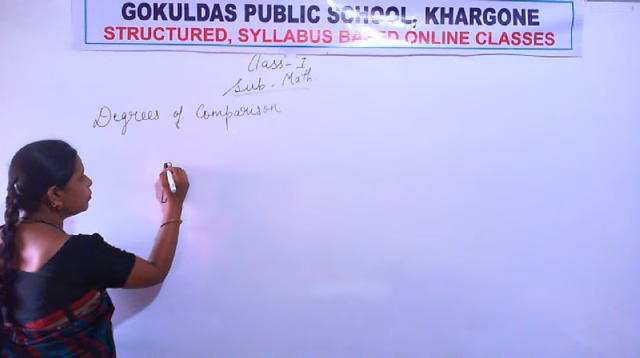 GOKULDAS PUBLIC SCHOOL, KHARGONE
STRUCTURED, SYLLABUS BASED ONLINE CLASSES
Class-I
Sub- Math
Degrees of Comparison